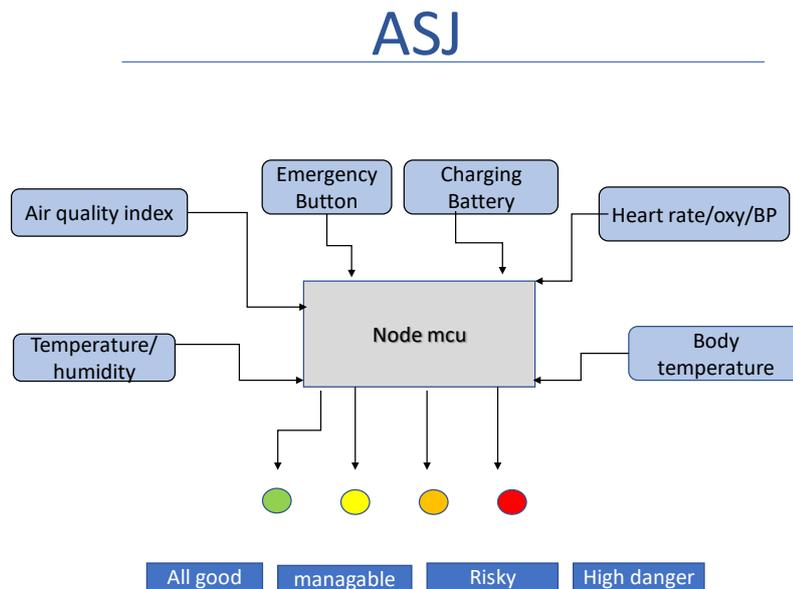 ASJ
Emergency
Button
Charging
Battery
Air quality index
Heart rate/oxy/BP
Node mcu
Temperature/
humidity
Body
temperature
All good
managable
Risky
High danger